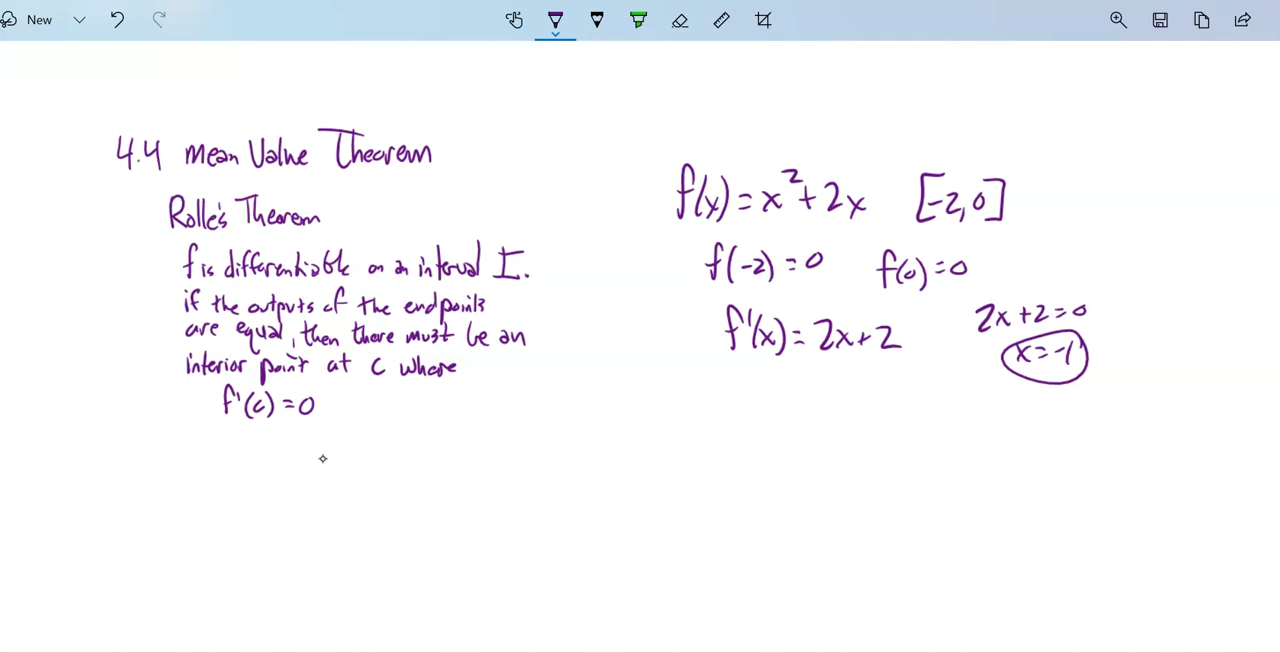 New
4.4 Mean Value Theorem
Rolle's Theorem
f is differentiable on an interval I.
if the outputs of the endpoints
are equal, then there must be an
interior point at c where
f'(c) = 0
f(x) = x² + 2x [-2, 0]
f(-2) = 0 f(0) = 0
f'(x) = 2x + 2
2x + 2 = 0
x = -1